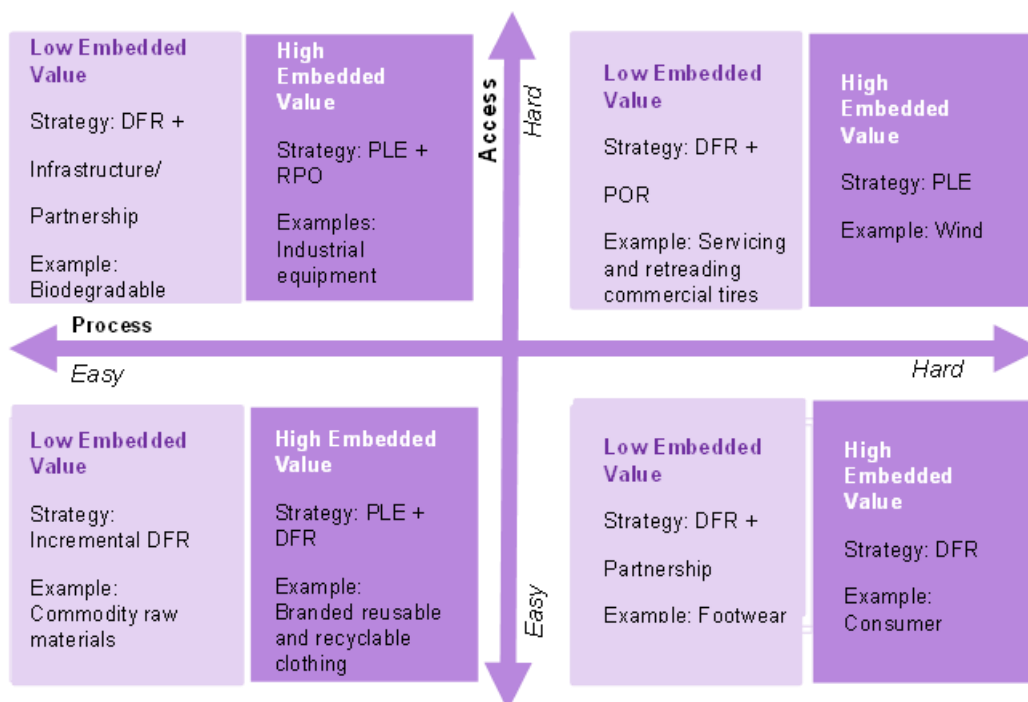 Low Embedded
Value
Strategy: DFR +
Infrastructure/
Partnership
Example:
Biodegradable
High
Embedded
Value
Strategy: PLE +
RPO
Examples:
Industrial
equipment
Access
Hard
Low Embedded
Value
Strategy: DFR +
POR
Example: Servicing
and retreading
commercial tires
High
Embedded
Value
Strategy: PLE
Example: Wind
Process
Easy
Hard
Low Embedded
Value
Strategy:
Incremental DFR
Example:
Commodity raw
materials
High Embedded
Value
Strategy: PLE +
DFR
Example:
Branded reusable
and recyclable
clothing
Easy
Low Embedded
Value
Strategy: DFR +
Partnership
Example: Footwear
High
Embedded
Value
Strategy: DFR
Example:
Consumer